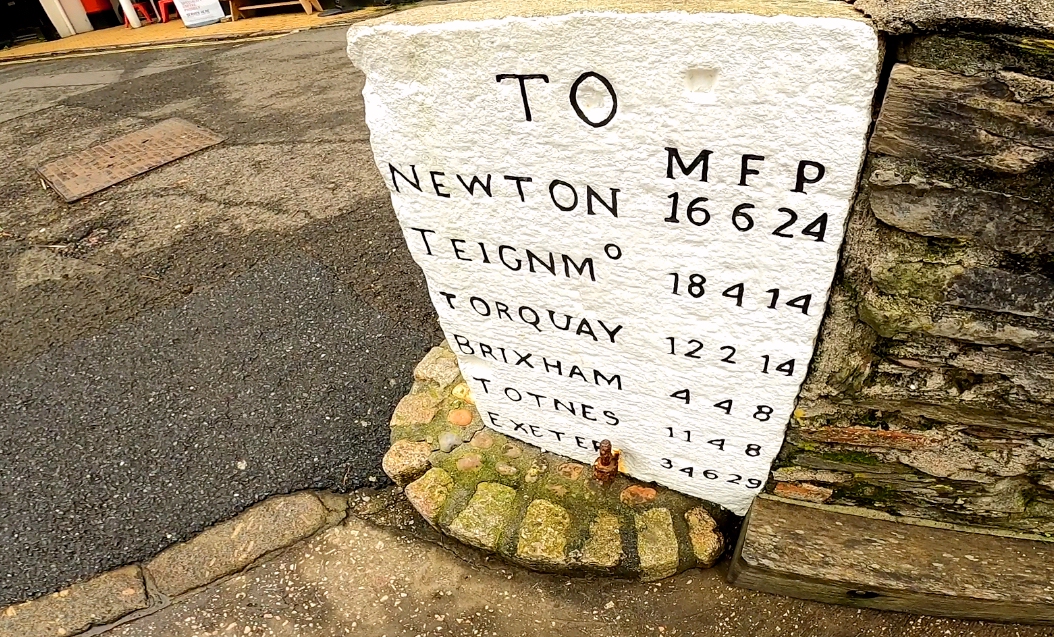 TO
M F P
NEWTON 16 6 24
TEIGNMº 18 4 14
TORQUAY 12 2 14
BRIXHAM 4 4 8
TOTNES 11 4 8
EXETER 34 6 29